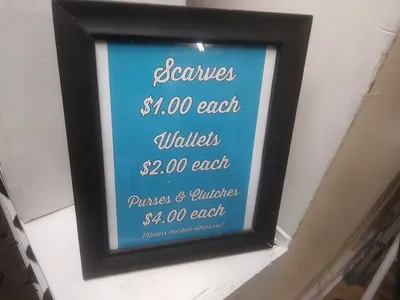 Scarves
$1.00 each
Wallets
$2.00 each
Purses & Clutches
$4.00 each
(Unless marked otherwise)